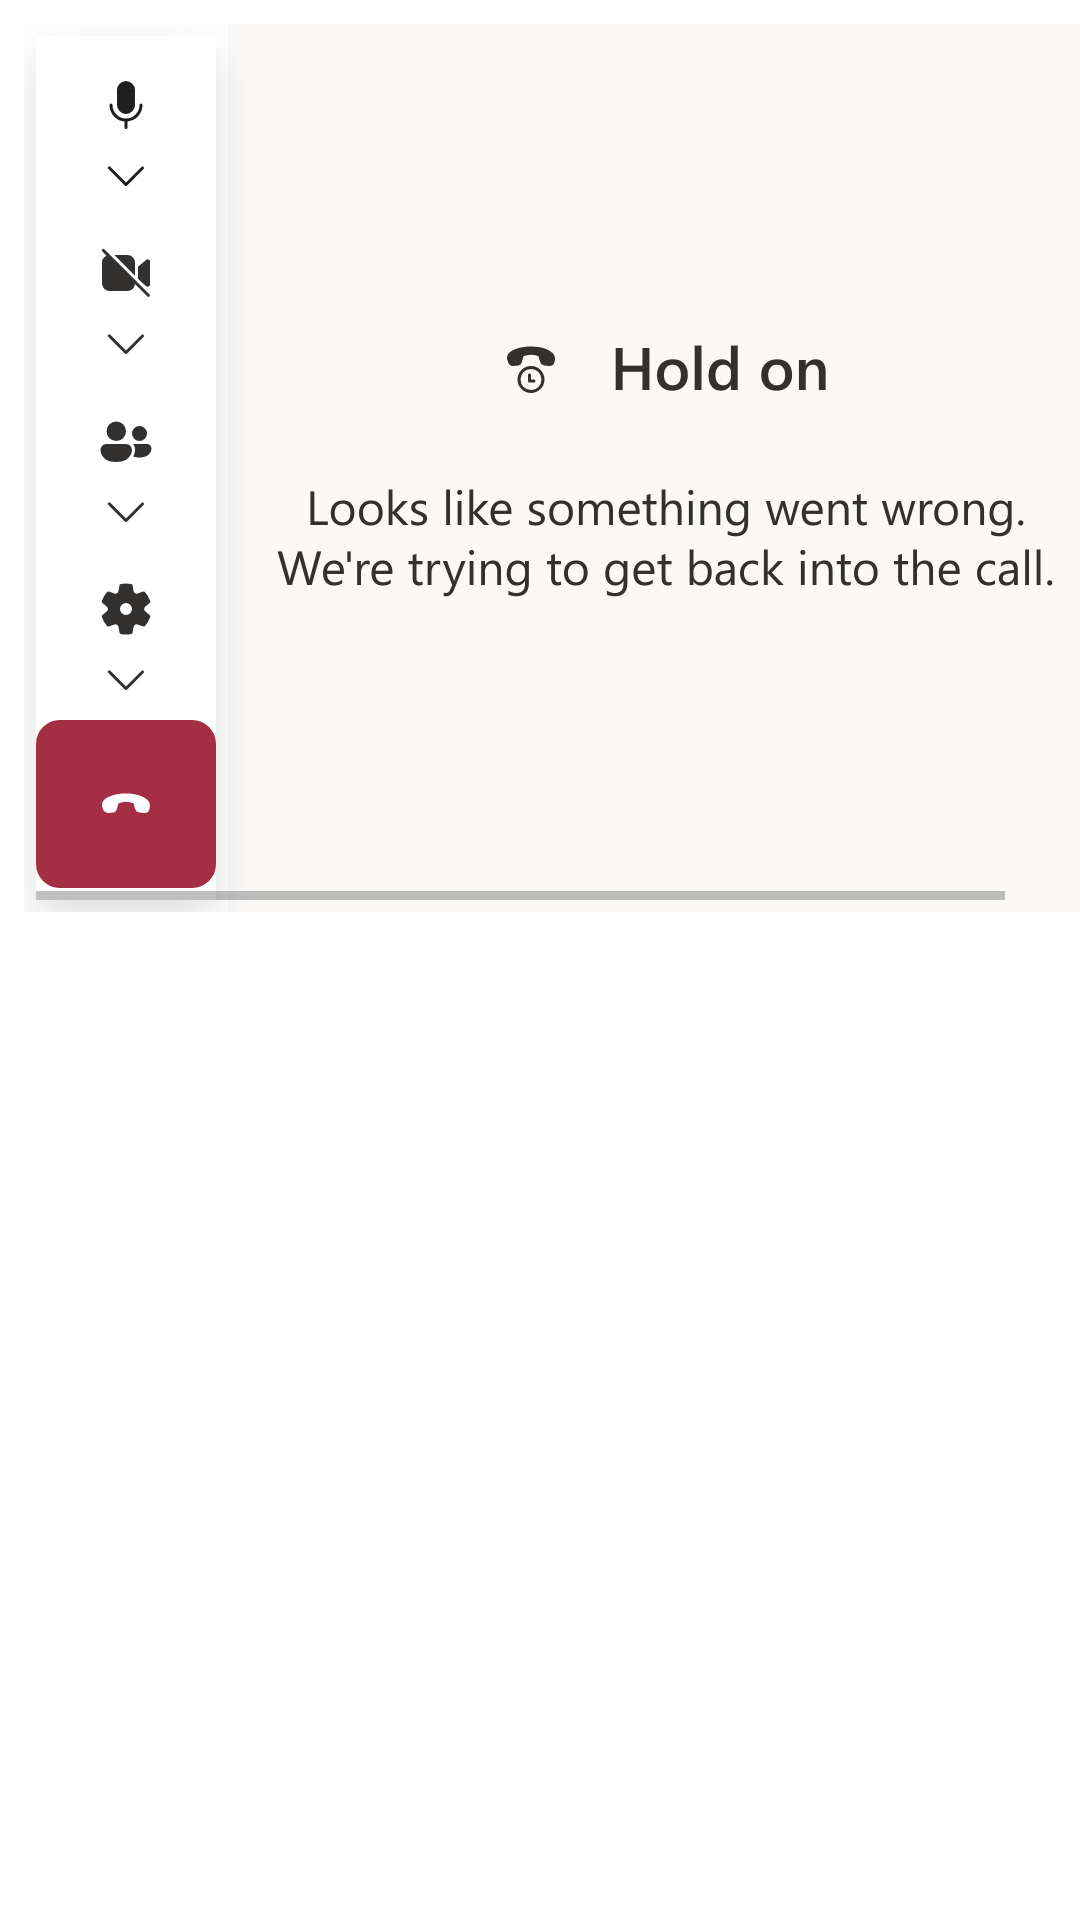 Hold on
Looks like something went wrong.
We're trying to get back into the call.